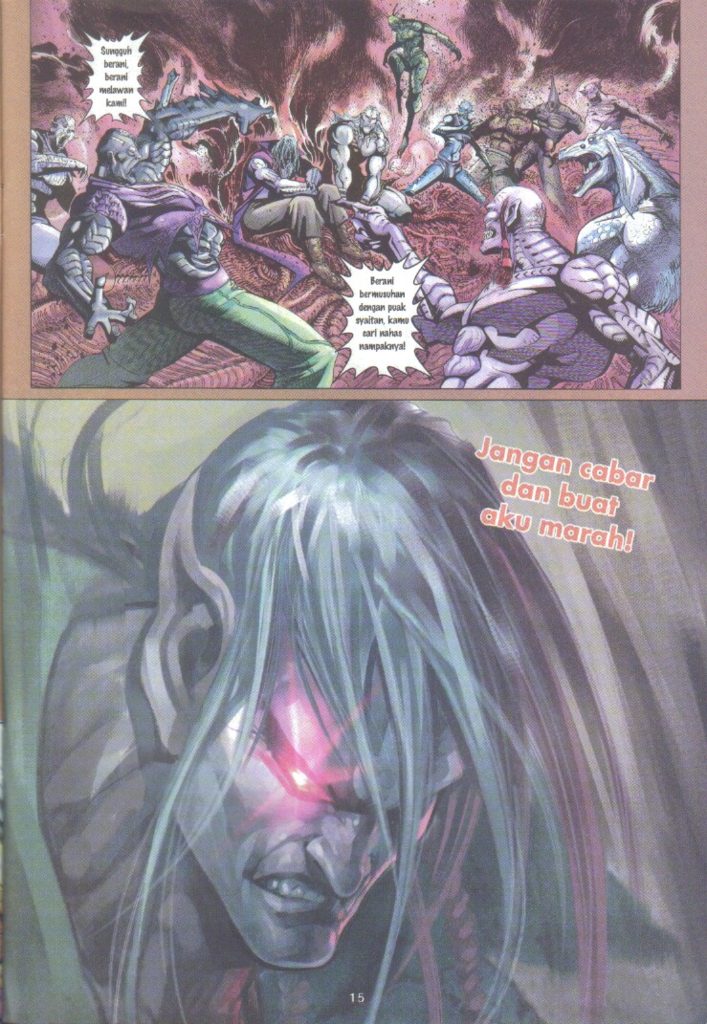 Sungguh
berani,
berani
melawan
kami!
Berani
bermusuhan
dengan puak
syaitan, kamu
cari nahas
nampaknya!
Jangan cabar
dan buat
aku marah!
15